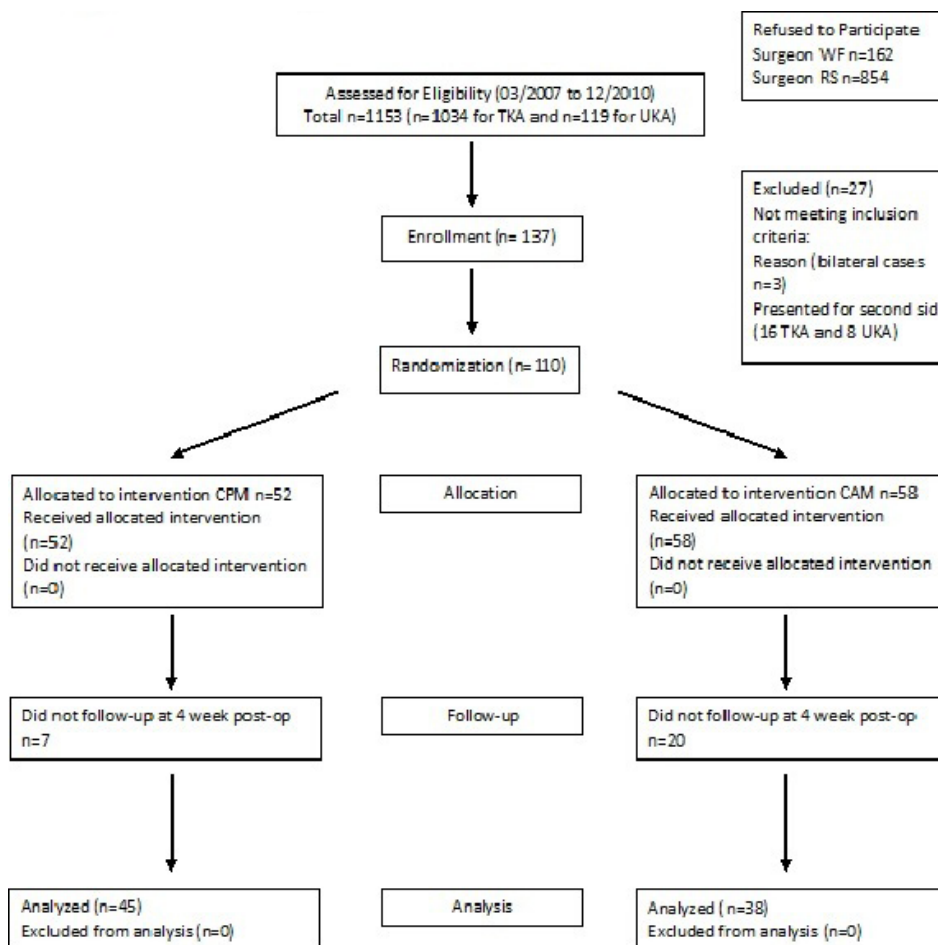 Refused to Participate
Surgeon WF n=162
Surgeon RS n=854
Assessed for Eligibility (03/2007 to 12/2010)
Total n=1153 (n=1034 for TKA and n=119 for UKA)
Excluded (n=27)
Not meeting inclusion
criteria:
Reason (bilateral cases
n=3)
Presented for second sid
(16 TKA and 8 UKA)
Enrollment (n= 137)
Randomization (n= 110)
Allocated to intervention CPM n=52
Received allocated intervention
(n=52)
Did not receive allocated intervention
(n=0)
Allocation
Allocated to intervention CAM n=58
Received allocated intervention
(n=58)
Did not receive allocated intervention
(n=0)
Did not follow-up at 4 week post-op
n=7
Follow-up
Did not follow-up at 4 week post-op
n=20
Analyzed (n=45)
Excluded from analysis (n=0)
Analysis
Analyzed ( n=38)
Excluded from analysis (n=0)